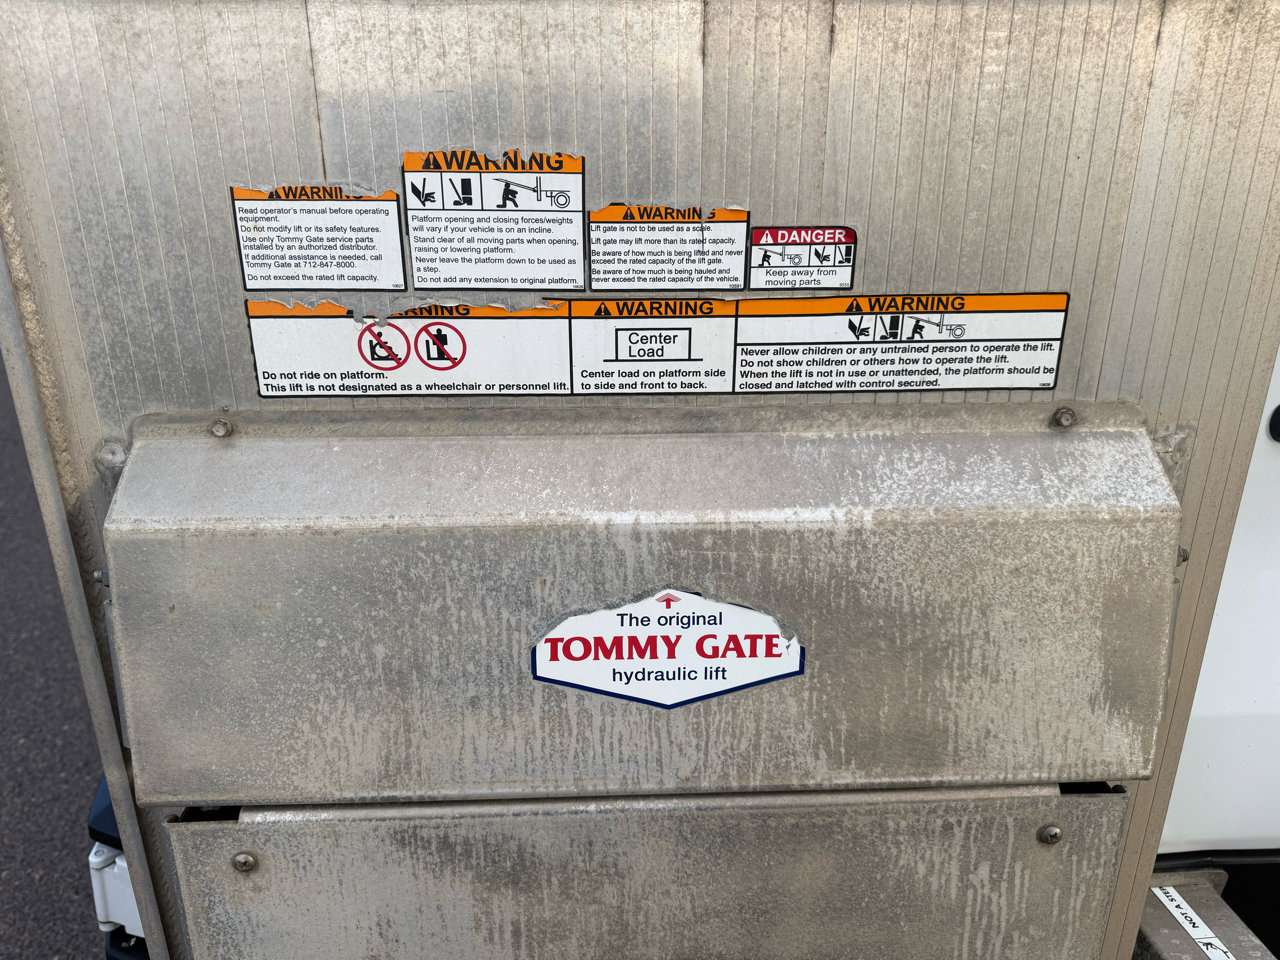 WARNING
Read operator's manual before operating
equipment.
Do not modify lift or its safety features.
Use only Tommy Gate service parts
installed by an authorized distributor.
If additional assistance is needed, call
Tommy Gate at 712-847-8000.
Do not exceed the rated lift capacity.
10627
WARNING
Platform opening and closing forces/weights
will vary if your vehicle is on an incline.
Stand clear of all moving parts when opening,
raising or lowering platform.
Never leave the platform down to be used as
a step.
Do not add any extension to original platform.
WARNING
Lift gate is not to be used as a scale.
Lift gate may lift more than its rated capacity.
Be aware of how much is being lifted and never
exceed the rated capacity of the lift gate.
Be aware of how much is being hauled and
never exceed the rated capacity of the vehicle.
10591
DANGER
Keep away from
moving parts
WARNING
Do not ride on platform.
This lift is not designated as a wheelchair or personnel lift.
WARNING
Center
Load
Center load on platform side
to side and front to back.
WARNING
Never allow children or any untrained person to operate the lift.
Do not show children or others how to operate the lift.
When the lift is not in use or unattended, the platform should be
closed and latched with control secured.
The original
TOMMY GATE
hydraulic lift
NOT A STEP